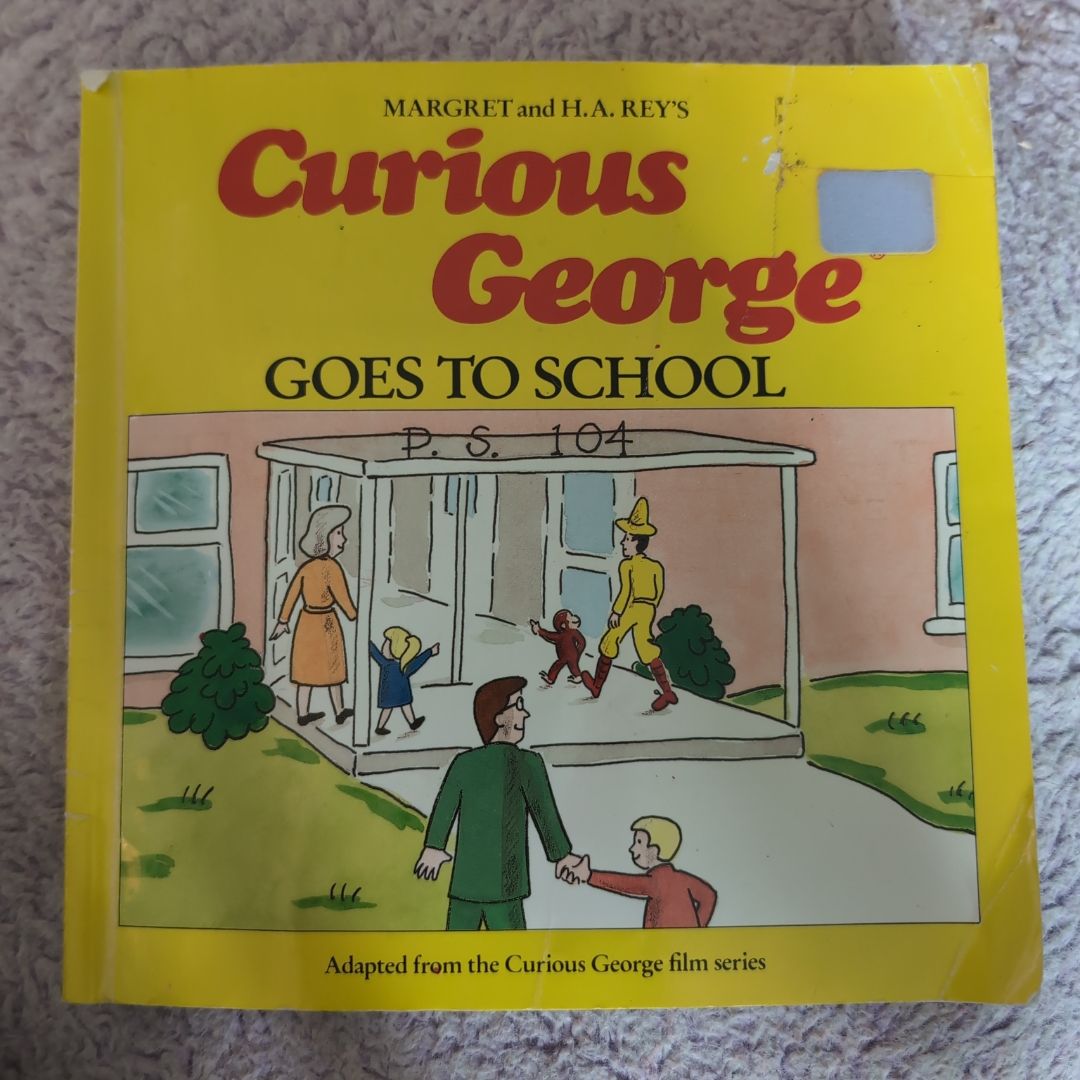 MARGRET and H.A. REY'S
Curious
George
GOES TO SCHOOL
P. S. 104
Adapted from the Curious George film series